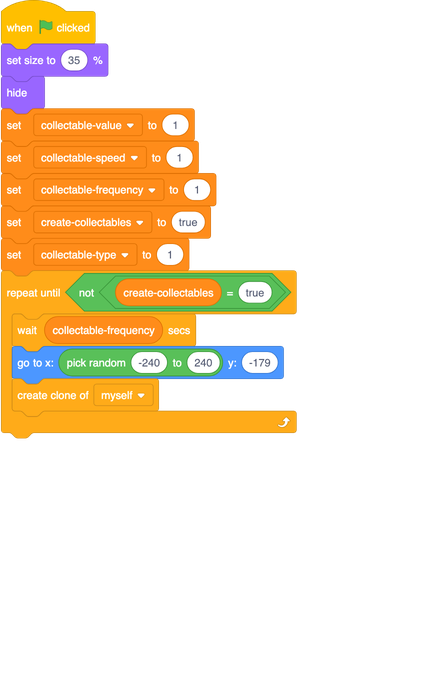 when clicked
set size to 35 %
hide
set collectable-value to 1
set collectable-speed to 1
set collectable-frequency to 1
set create-collectables to true
set collectable-type to 1
repeat until not create-collectables = true
wait collectable-frequency secs
go to x: pick random -240 to 240 y: -179
create clone of myself